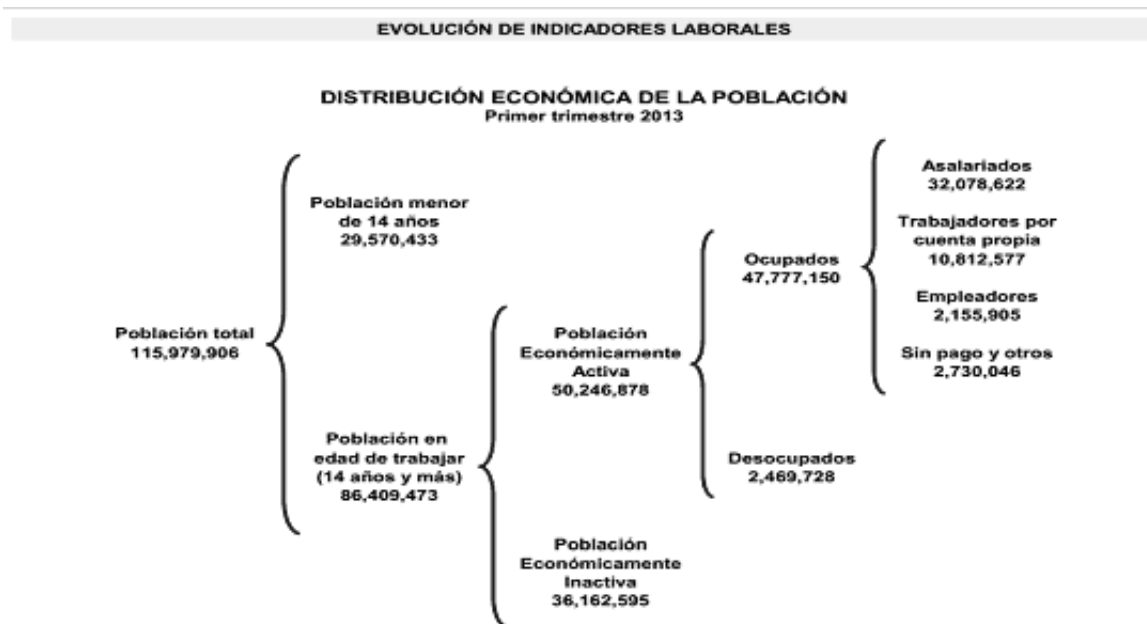 EVOLUCIÓN DE INDICADORES LABORALES
DISTRIBUCIÓN ECONÓMICA DE LA POBLACIÓN
Primer trimestre 2013
Población total
115,979,906
Población menor
de 14 años
29,570,433
Población en
edad de trabajar
(14 años y más)
86,409,473
Población
Económicamente
Activa
50,246,878
Población
Económicamente
Inactiva
36,162,595
Ocupados
47,777,150
Desocupados
2,469,728
Asalariados
32,078,622
Trabajadores por
cuenta propia
10,812,577
Empleadores
2,155,905
Sin pago y otros
2,730,046